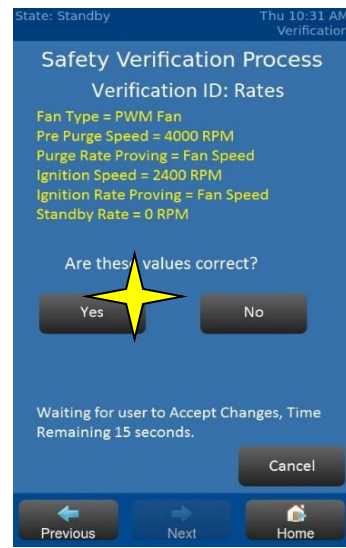 State: Standby
Thu 10:31 AM
Verification
Safety Verification Process
Verification ID: Rates
Fan Type = PWM Fan
Pre Purge Speed = 4000 RPM
Purge Rate Proving = Fan Speed
Ignition Speed = 2400 RPM
Ignition Rate Proving = Fan Speed
Standby Rate = 0 RPM
Are these values correct?
Yes No
Waiting for user to Accept Changes, Time
Remaining 15 seconds.
Cancel
Previous Next Home